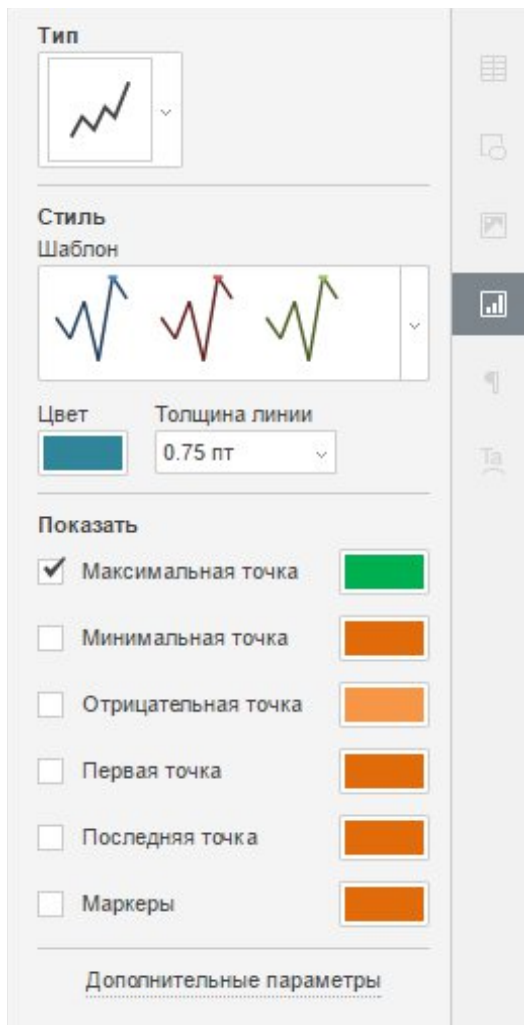 Тип
Стиль
Шаблон
Цвет Толщина линии
0.75 пт
Показать
Максимальная точка
Минимальная точка
Отрицательная точка
Первая точка
Последняя точка
Маркеры
Дополнительные параметры
¶
Ta